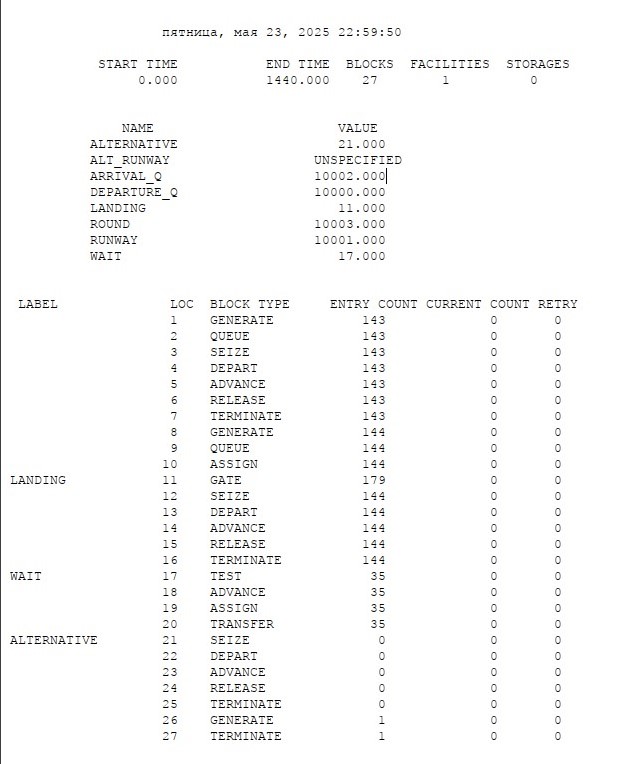 пятница, мая 23, 2025 22:59:50
START TIME END TIME BLOCKS FACILITIES STORAGES
0.000 1440.000 27 1 0
NAME VALUE
ALTERNATIVE 21.000
ALT_RUNWAY UNSPECIFIED
ARRIVAL_Q 10002.000
DEPARTURE_Q 10000.000
LANDING 11.000
ROUND 10003.000
RUNWAY 10001.000
WAIT 17.000
LABEL LOC BLOCK TYPE ENTRY COUNT CURRENT COUNT RETRY
1 GENERATE 143 0 0
2 QUEUE 143 0 0
3 SEIZE 143 0 0
4 DEPART 143 0 0
5 ADVANCE 143 0 0
6 RELEASE 143 0 0
7 TERMINATE 143 0 0
8 GENERATE 144 0 0
9 QUEUE 144 0 0
10 ASSIGN 144 0 0
LANDING 11 GATE 179 0 0
12 SEIZE 144 0 0
13 DEPART 144 0 0
14 ADVANCE 144 0 0
15 RELEASE 144 0 0
16 TERMINATE 144 0 0
WAIT 17 TEST 35 0 0
18 ADVANCE 35 0 0
19 ASSIGN 35 0 0
20 TRANSFER 35 0 0
ALTERNATIVE 21 SEIZE 0 0 0
22 DEPART 0 0 0
23 ADVANCE 0 0 0
24 RELEASE 0 0 0
25 TERMINATE 0 0 0
26 GENERATE 1 0 0
27 TERMINATE 1 0 0